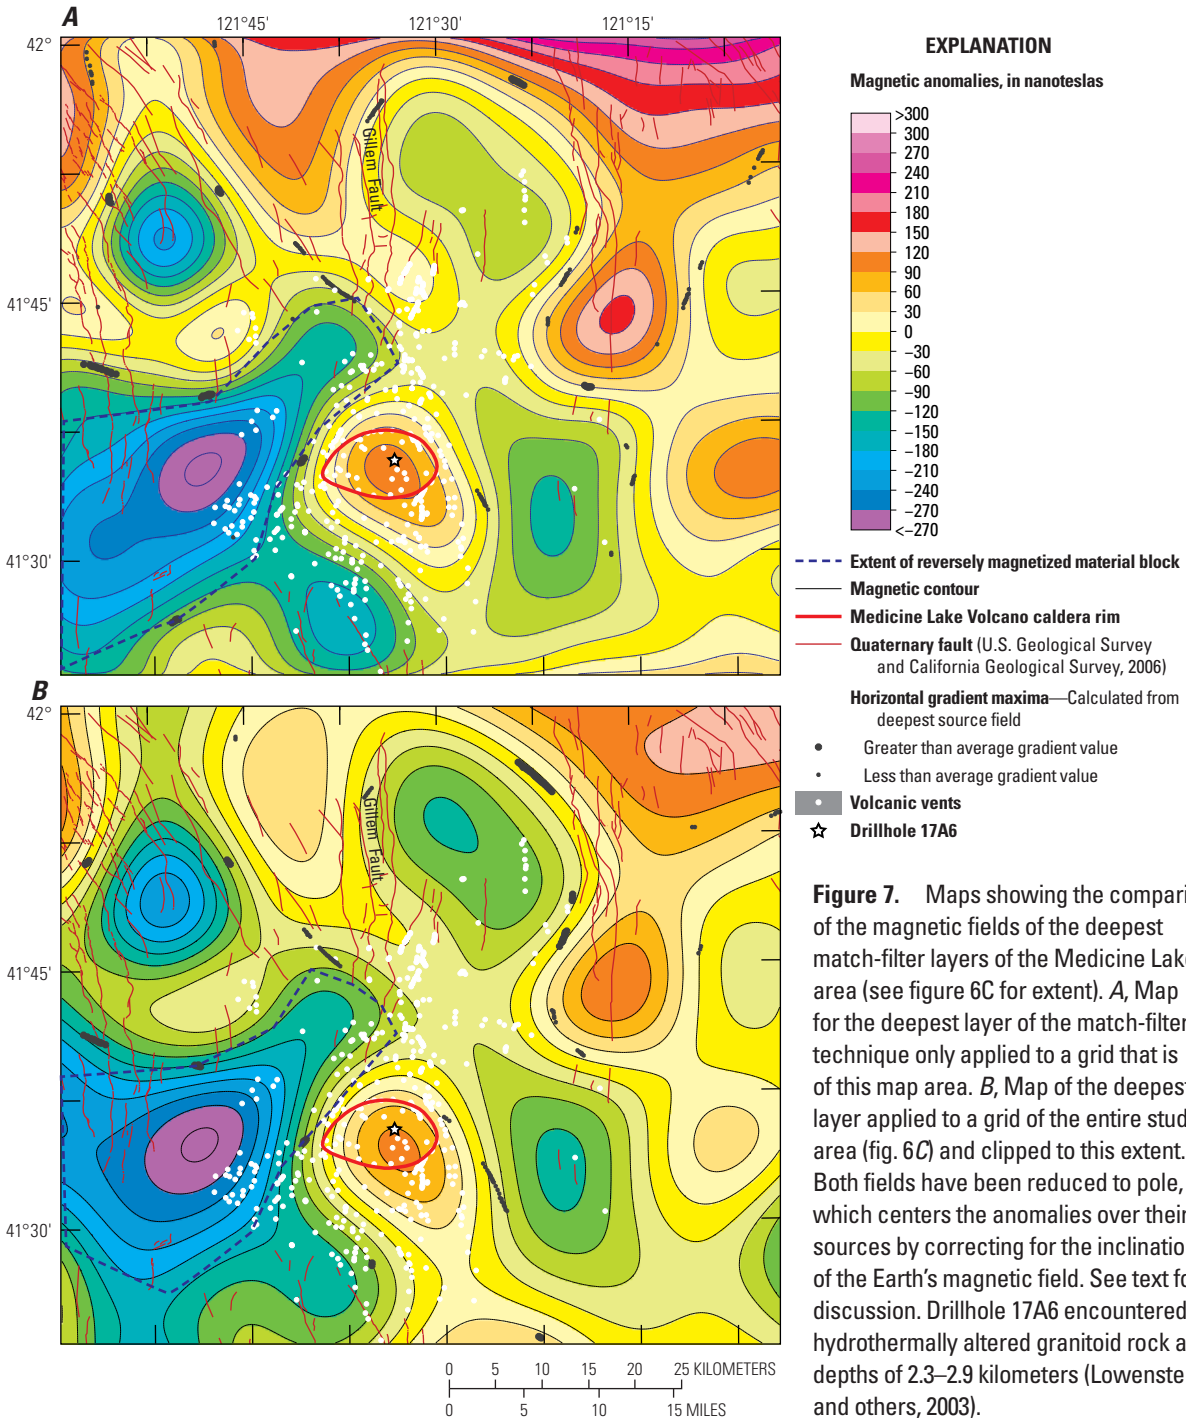 A
121°45'
121°30'
121°15'
42°
41°45'
41°30'
Gillem Fault
B
42°
41°45'
41°30'
Gillem Fault
0 5 10 15 20 25 KILOMETERS
0 5 10 15 MILES
EXPLANATION
Magnetic anomalies, in nanoteslas
>300
300
270
240
210
180
150
120
90
60
30
0
−30
−60
−90
−120
−150
−180
−210
−240
−270
<−270
Extent of reversely magnetized material block
Magnetic contour
Medicine Lake Volcano caldera rim
Quaternary fault (U.S. Geological Survey
and California Geological Survey, 2006)
Horizontal gradient maxima—Calculated from
deepest source field
Greater than average gradient value
Less than average gradient value
Volcanic vents
Drillhole 17A6
Figure 7. Maps showing the compari
of the magnetic fields of the deepest
match-filter layers of the Medicine Lake
area (see figure 6C for extent). A, Map
for the deepest layer of the match-filter
technique only applied to a grid that is
of this map area. B, Map of the deepest
layer applied to a grid of the entire stud
area (fig. 6C) and clipped to this extent.
Both fields have been reduced to pole,
which centers the anomalies over their
sources by correcting for the inclinatio
of the Earth's magnetic field. See text fo
discussion. Drillhole 17A6 encountered
hydrothermally altered granitoid rock a
depths of 2.3–2.9 kilometers (Lowenste
and others, 2003).